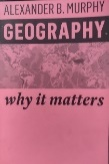 ALEXANDER B. MURPHY
GEOGRAPHY
why it matters